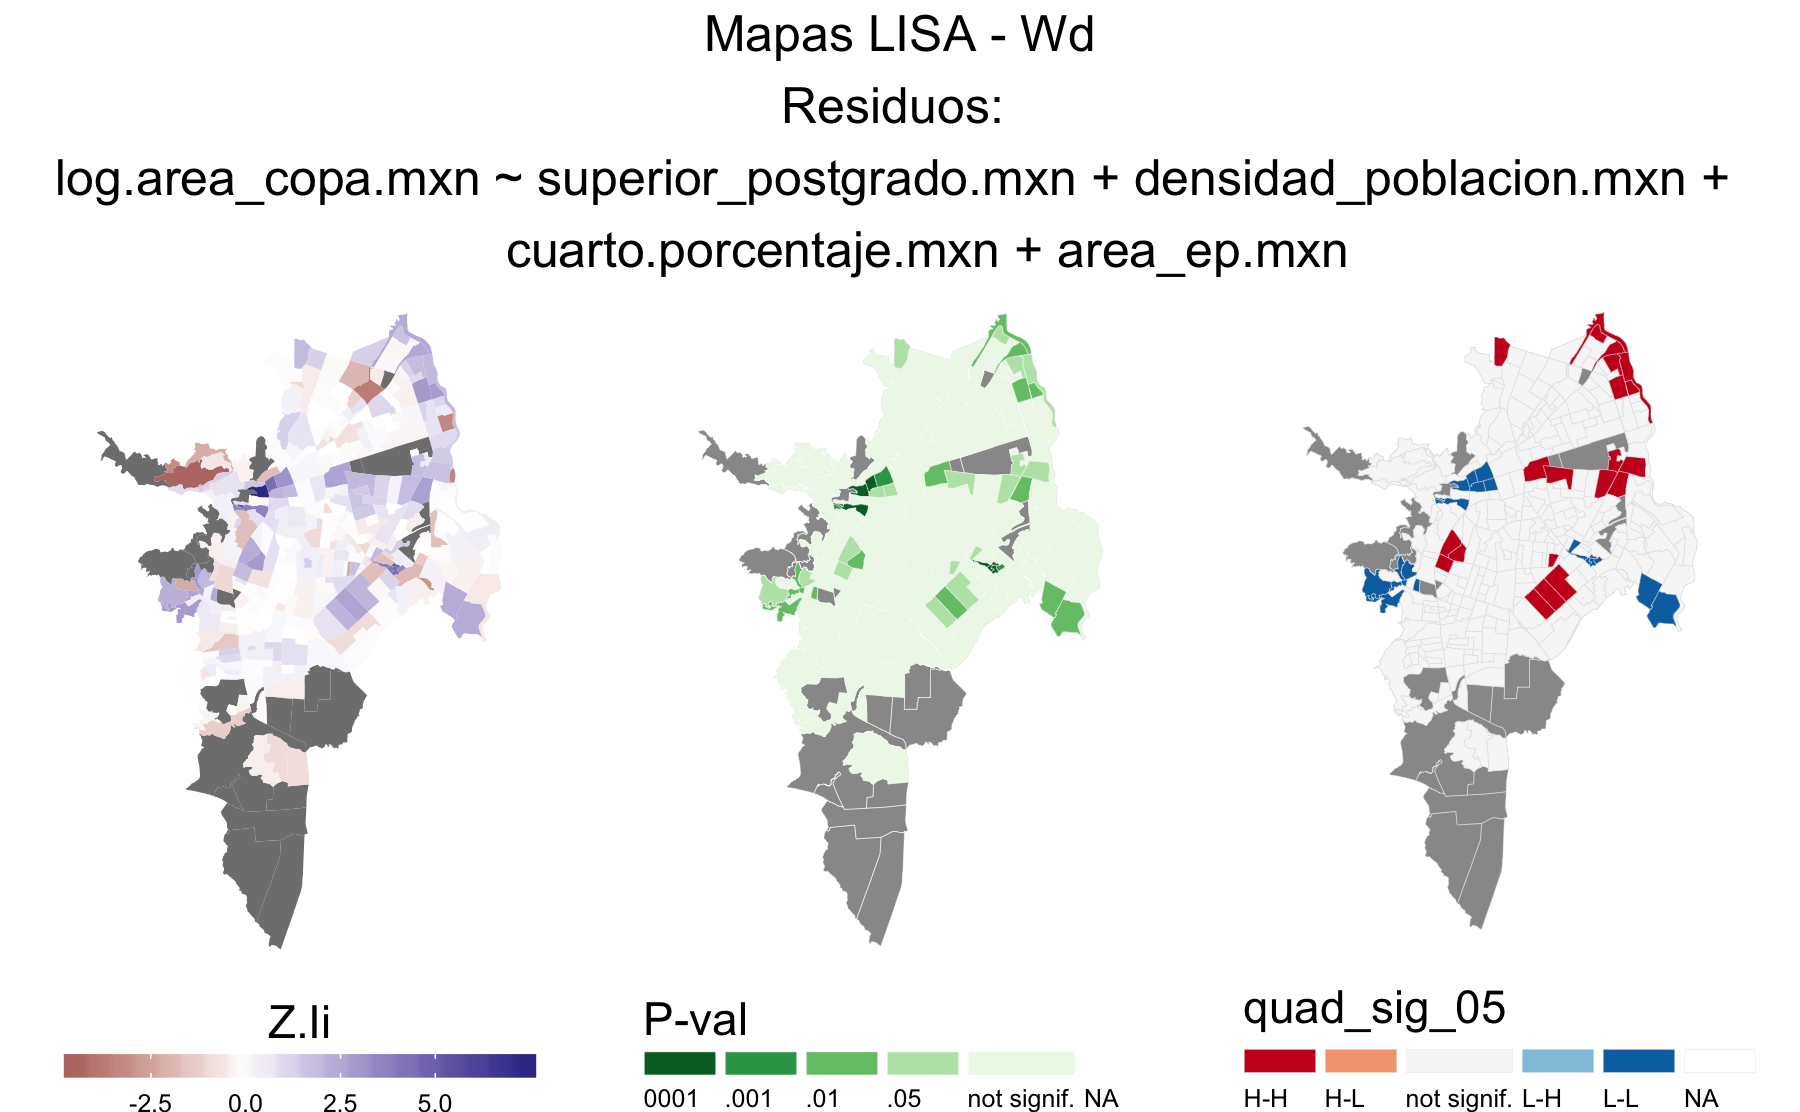 Mapas LISA - Wd
Residuos:
log.area_copa.mxn ~ superior_postgrado.mxn + densidad_poblacion.mxn +
cuarto.porcentaje.mxn + area_ep.mxn
Z.Ii
-2.5 0.0 2.5 5.0
P-val
0001 .001 .01 .05 not signif. NA
quad_sig_05
H-H H-L not signif. L-H L-L NA